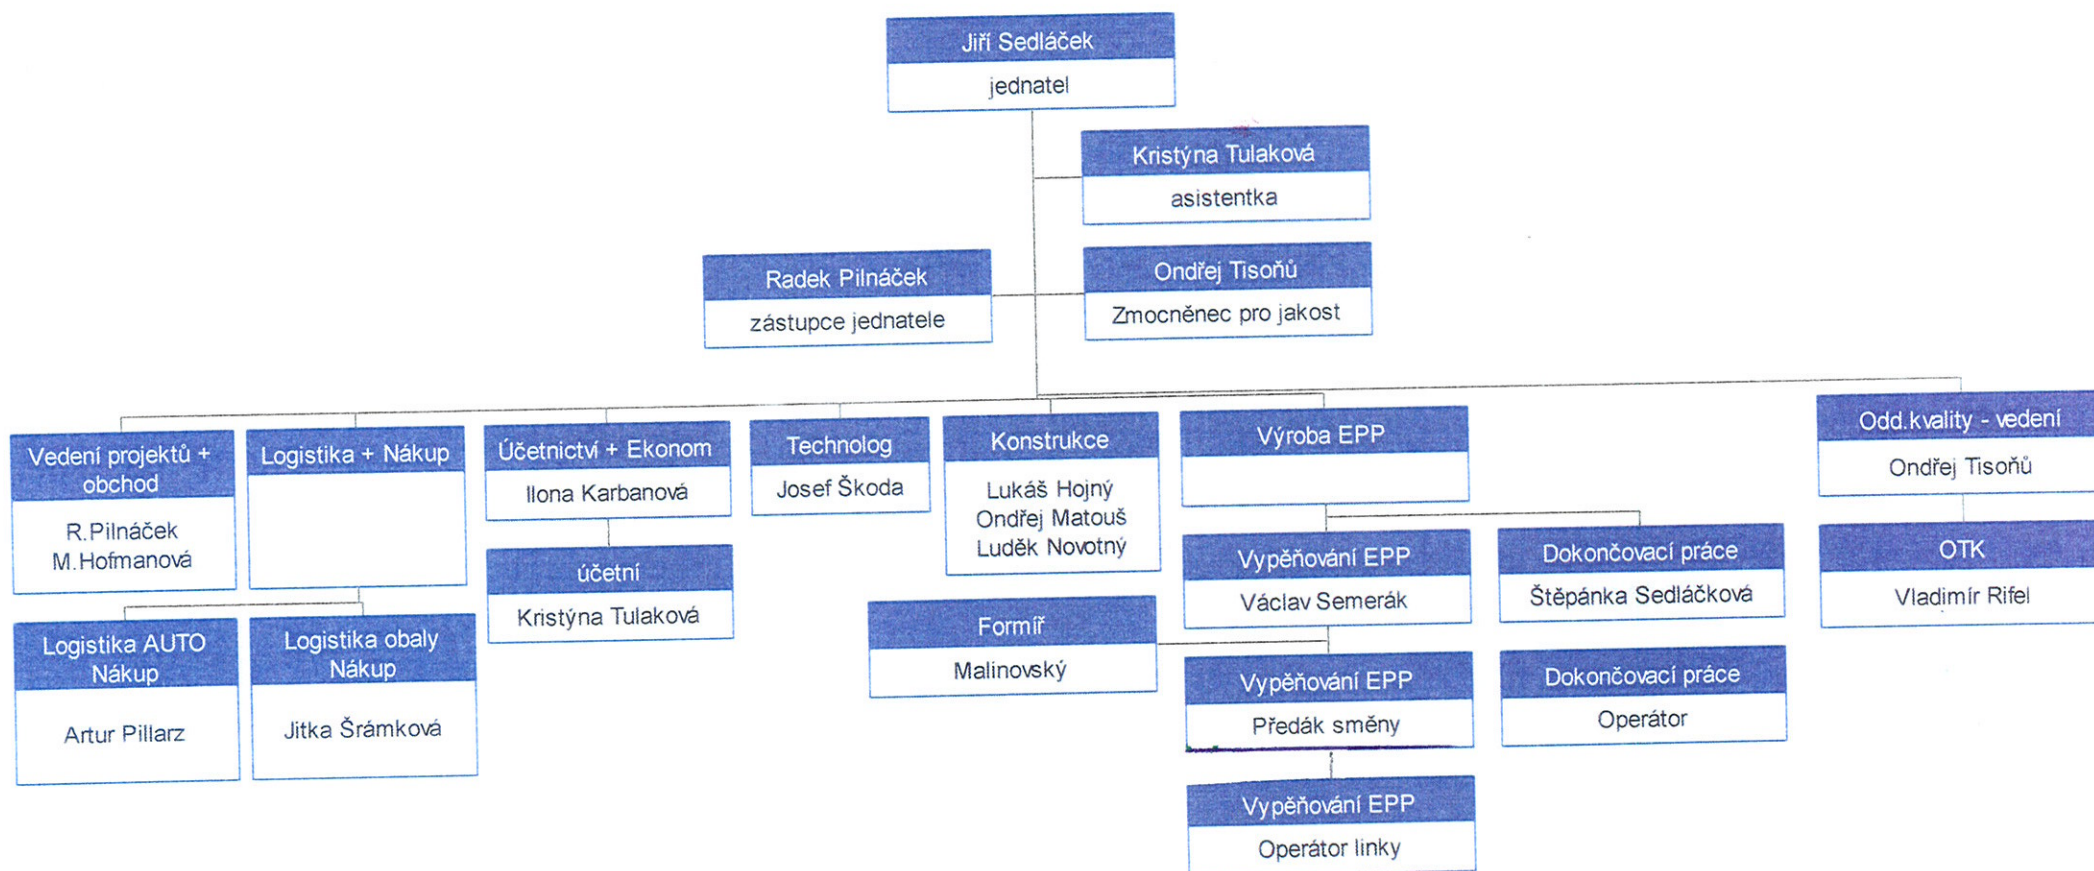 Jiří Sedláček
jednatel
Kristýna Tulaková
asistentka
Radek Pilnáček
zástupce jednatele
Ondřej Tisoňů
Zmocněnec pro jakost
Vedení projektů +
obchod
R.Pilnáček
M.Hofmanová
Logistika + Nákup
Účetnictví + Ekonom
Ilona Karbanová
účetní
Kristýna Tulaková
Technolog
Josef Škoda
Konstrukce
Lukáš Hojný
Ondřej Matouš
Luděk Novotný
Výroba EPP
Odd.kvality - vedení
Ondřej Tisoňů
Vypěňování EPP
Václav Semerák
Dokončovací práce
Štěpánka Sedláčková
OTK
Vladimír Rifel
Logistika AUTO
Nákup
Artur Pillarz
Logistika obaly
Nákup
Jitka Šrámková
Formíř
Malinovský
Vypěňování EPP
Předák směny
Dokončovací práce
Operátor
Vypěňování EPP
Operátor linky